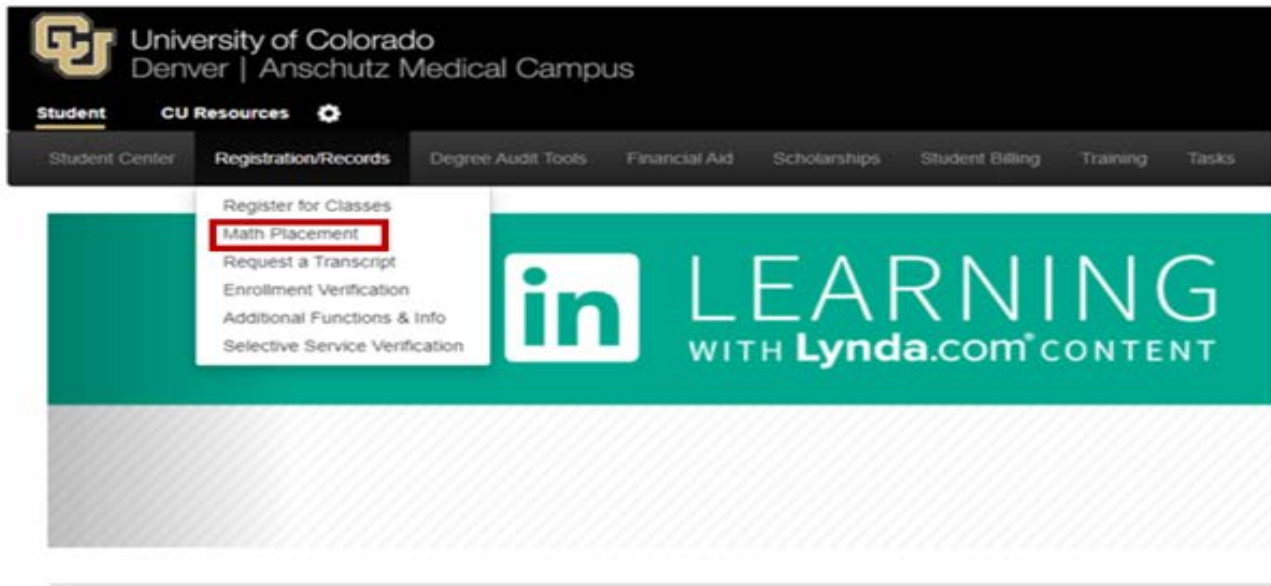 University of Colorado
Denver | Anschutz Medical Campus
Student CU Resources
Student Center Registration/Records Degree Audit Tools Financial Aid Scholarships Student Billing Training Tasks
Register for Classes
Math Placement
Request a Transcript
Enrollment Verification
Additional Functions & Info
Selective Service Verification
in LEARNING
WITH Lynda.com® CONTENT